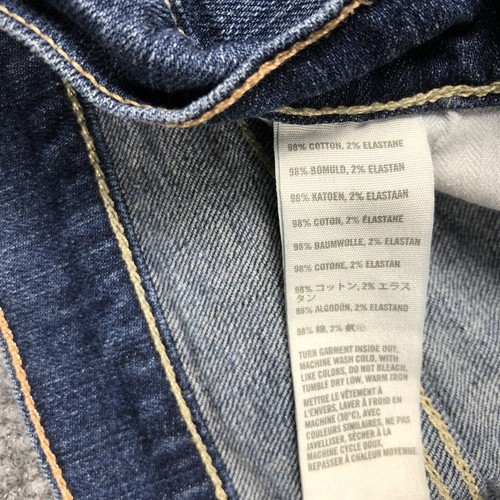 98% COTTON, 2% ELASTANE
98% BOMULD, 2% ELASTAN
98% KATOEN, 2% ELASTAAN
98% COTON, 2% ÉLASTANE
98% BAUMWOLLE, 2% ELASTAN
98% COTONE, 2% ELASTAN
98% コットン, 2% エラス
タン
98% ALGODÓN, 2% ELASTANO
98% 綿, 2%
TURN GARMENT INSIDE OUT,
MACHINE WASH COLD, WITH
LIKE COLORS, DO NOT BLEACH,
TUMBLE DRY LOW, WARM IRON
METTRE LE VÊTEMENT À
L'ENVERS, LAVER À FROID EN
MACHINE (30°C), AVEC
COULEURS SIMILAIRES, NE PAS
JAVELLISER, SÉCHER À LA
MACHINE CYCLE DOUX,
REPASSER À CHALEUR MOYENNE